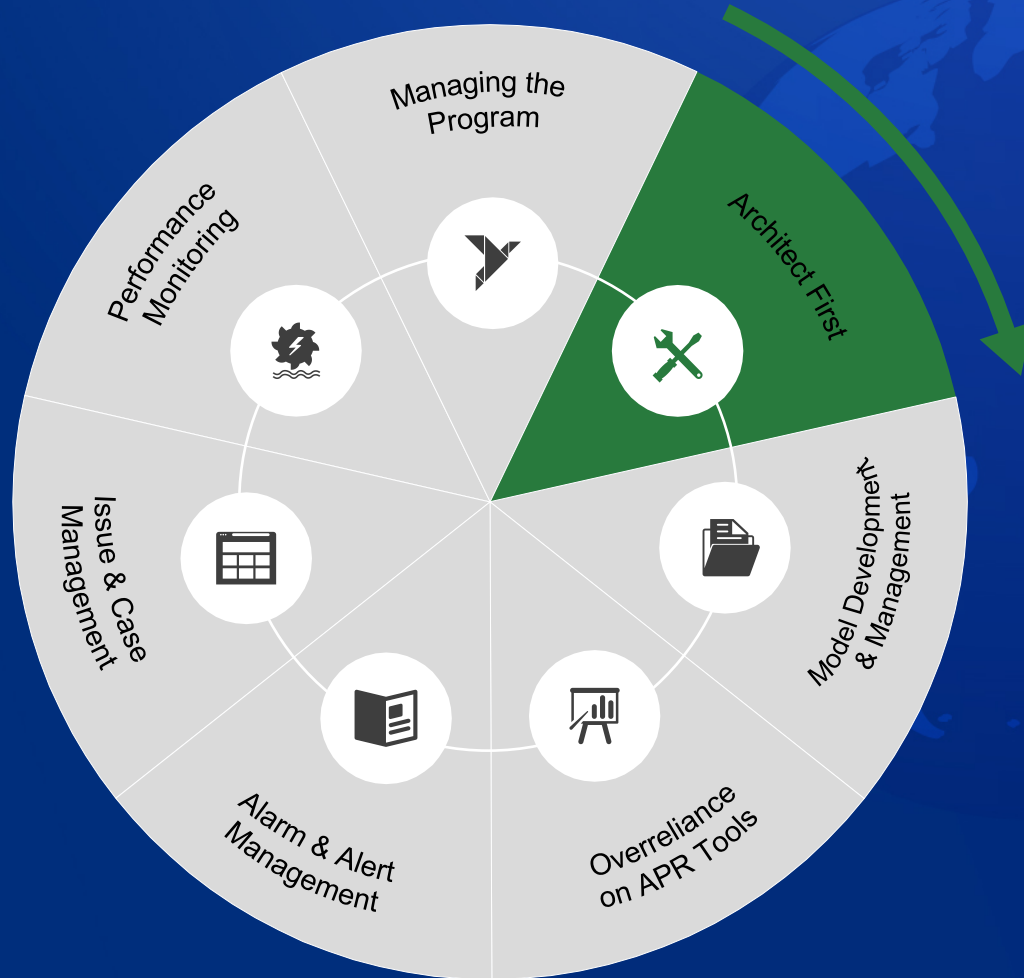 Managing the
Program
Architect First
Model Development
& Management
Overreliance
on APR Tools
Alarm & Alert
Management
Issue & Case
Management
Performance
Monitoring